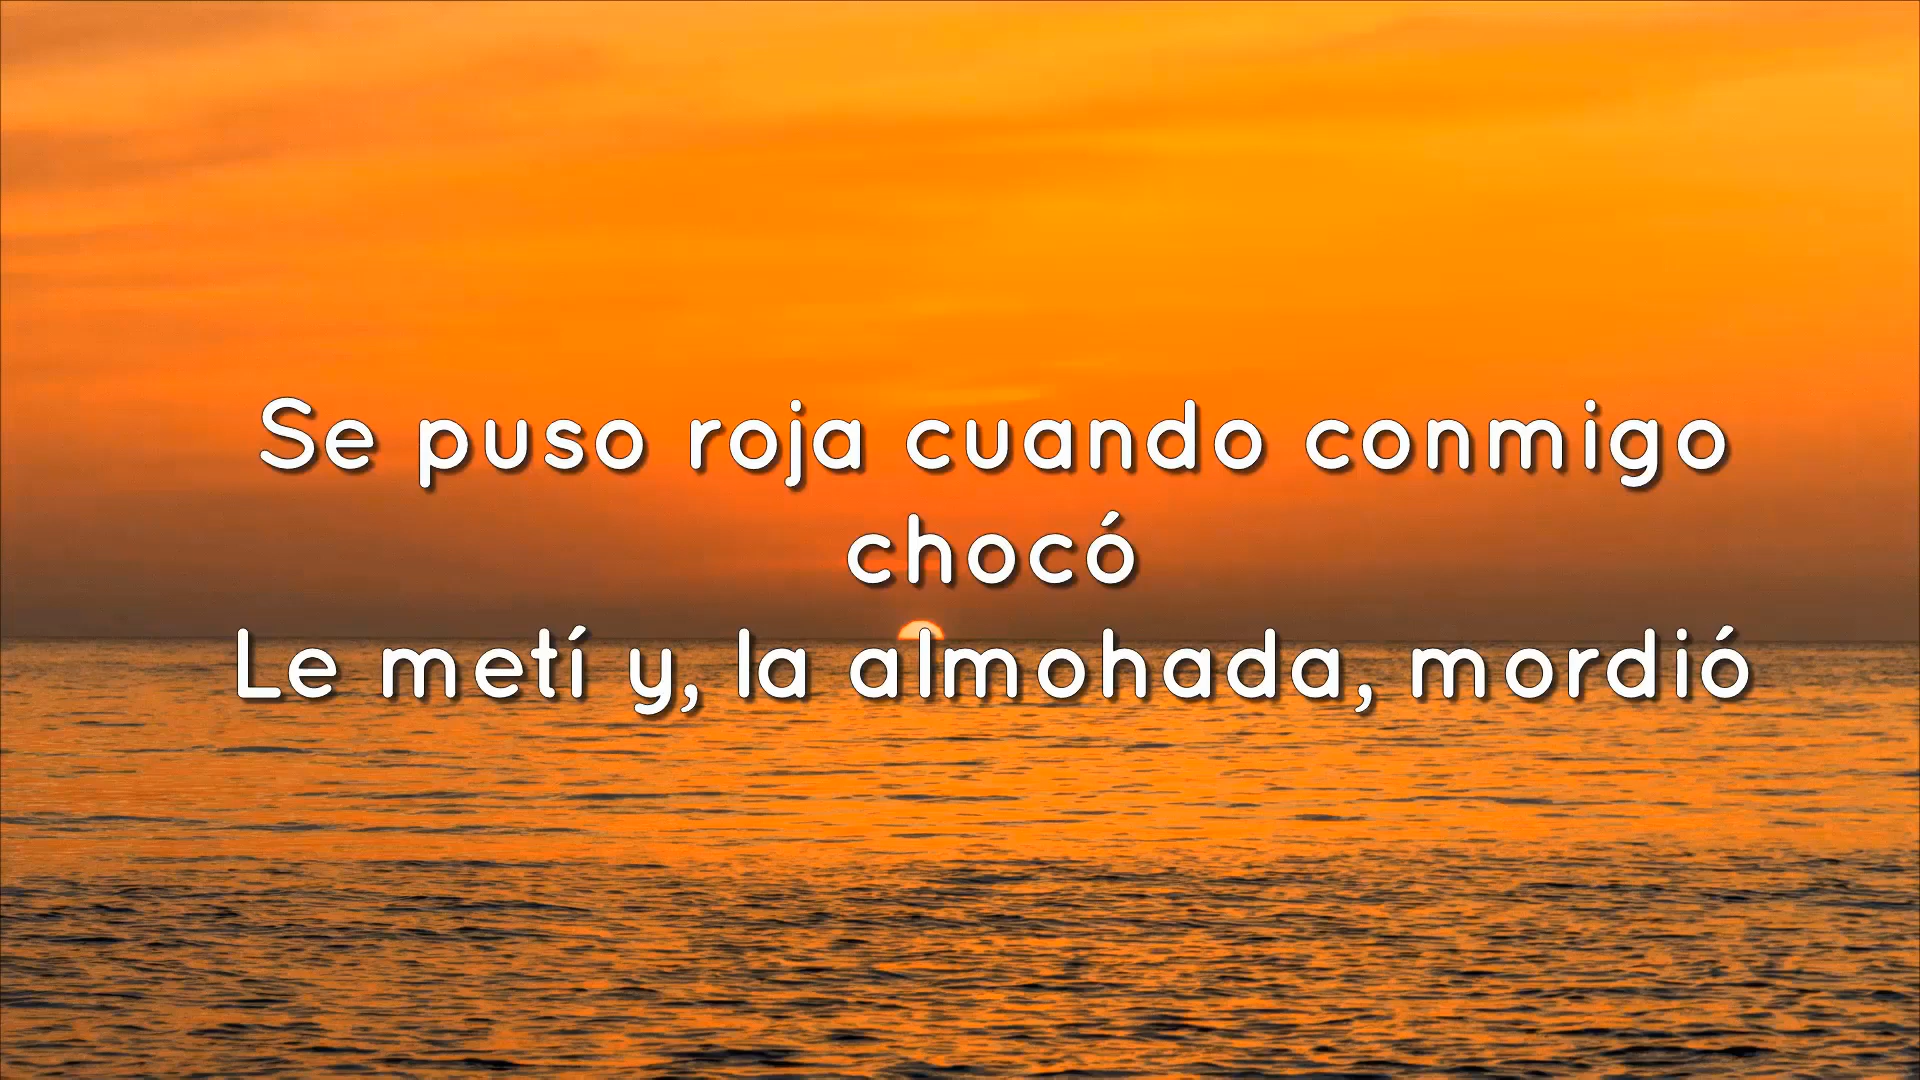 Se puso roja cuando conmigo
chocó
Le metí y, la almohada, mordió